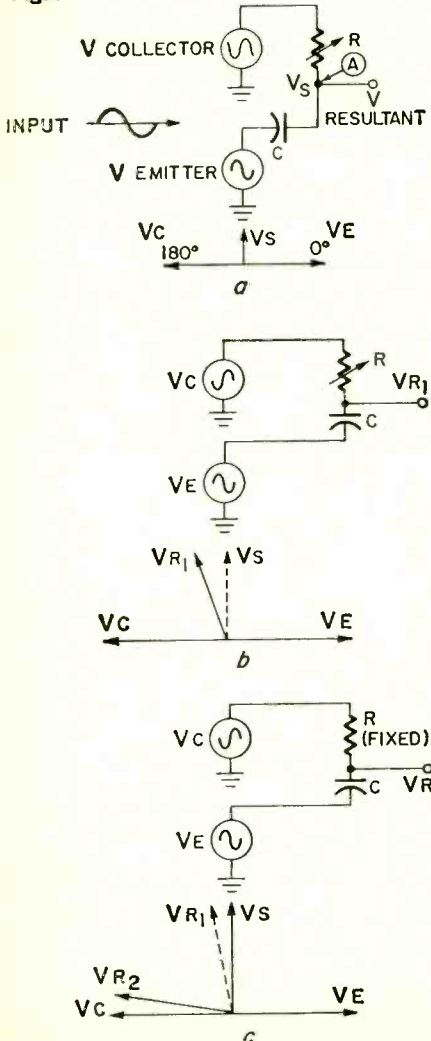 V COLLECTOR
R
A
VS
V
RESULTANT
INPUT
C
V EMITTER
VC
180°
VS
0°
VE
a
R
VC
VR1
C
VE
VR1
VS
VC
VE
b
R
(FIXED)
VC
VR
C
VE
VR1
VS
VR2
VC
VE
c